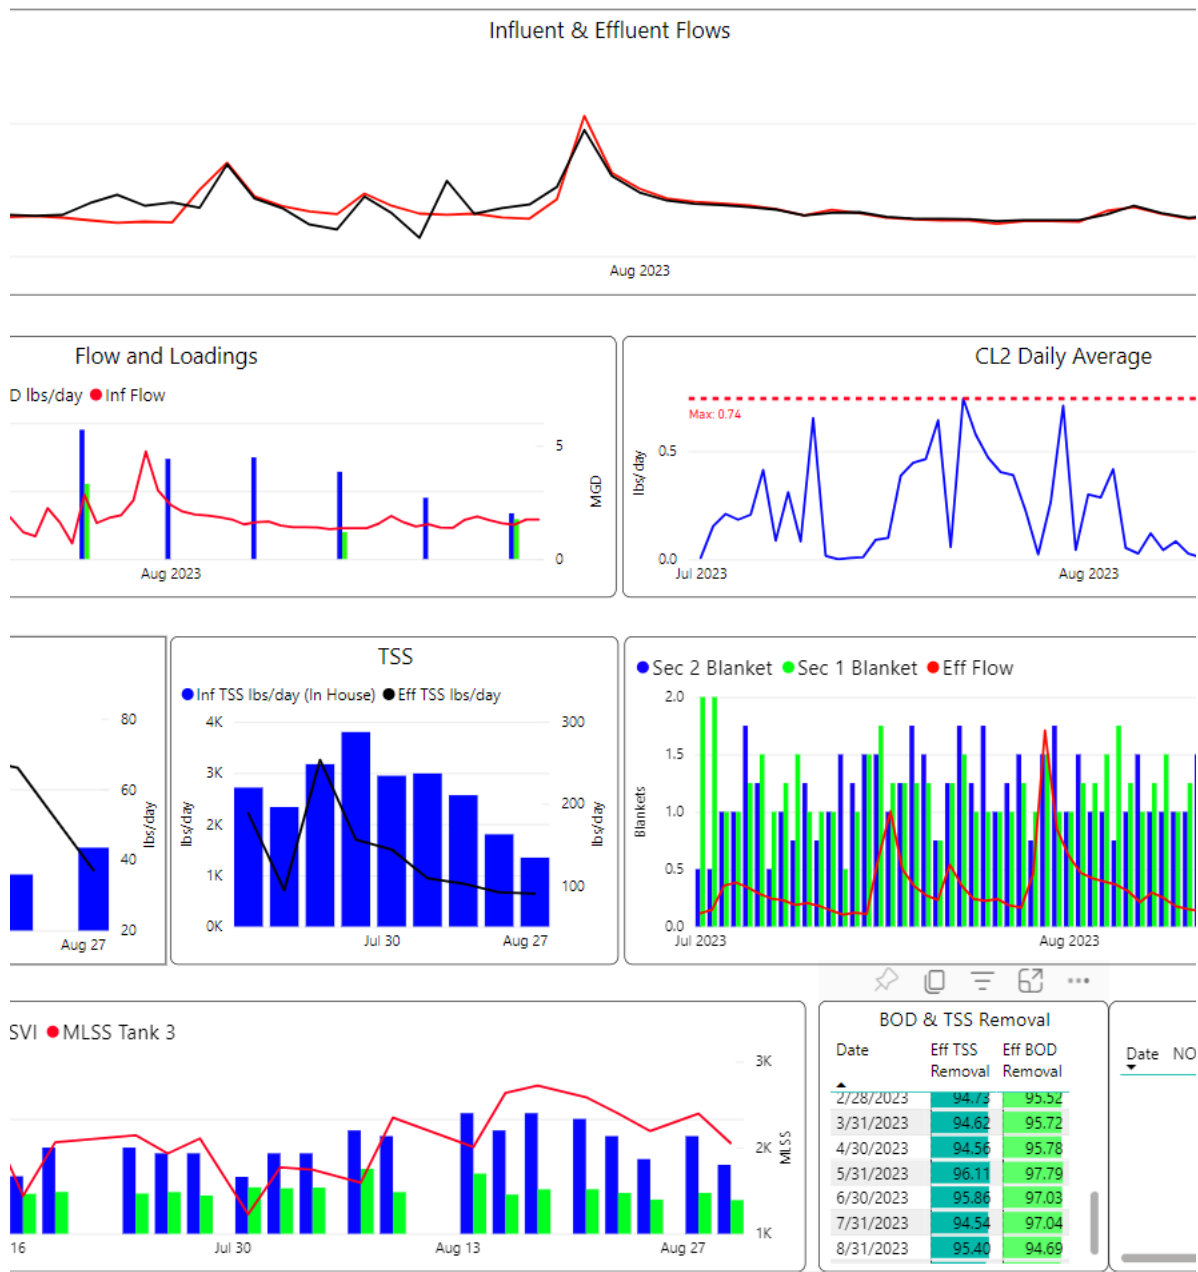 Influent & Effluent Flows
Aug 2023
Flow and Loadings
D lbs/day Inf Flow
5
0
MGD
Aug 2023
CL2 Daily Average
Max: 0.74
0.5
0.0
lbs/day
Jul 2023 Aug 2023
80
60
40
20
lbs/day
Aug 27
TSS
Inf TSS lbs/day (In House) Eff TSS lbs/day
4K
3K
2K
1K
0K
lbs/day
300
200
100
lbs/day
Jul 30 Aug 27
Sec 2 Blanket Sec 1 Blanket Eff Flow
2.0
1.5
1.0
0.5
0.0
Blankets
Jul 2023 Aug 2023
SVI MLSS Tank 3
3K
2K
1K
MLSS
16 Jul 30 Aug 13 Aug 27
BOD & TSS Removal
Date Eff TSS Removal Eff BOD Removal
2/28/2023 94.73 95.52
3/31/2023 94.62 95.72
4/30/2023 94.56 95.78
5/31/2023 96.11 97.79
6/30/2023 95.86 97.03
7/31/2023 94.54 97.04
8/31/2023 95.40 94.69
Date NO